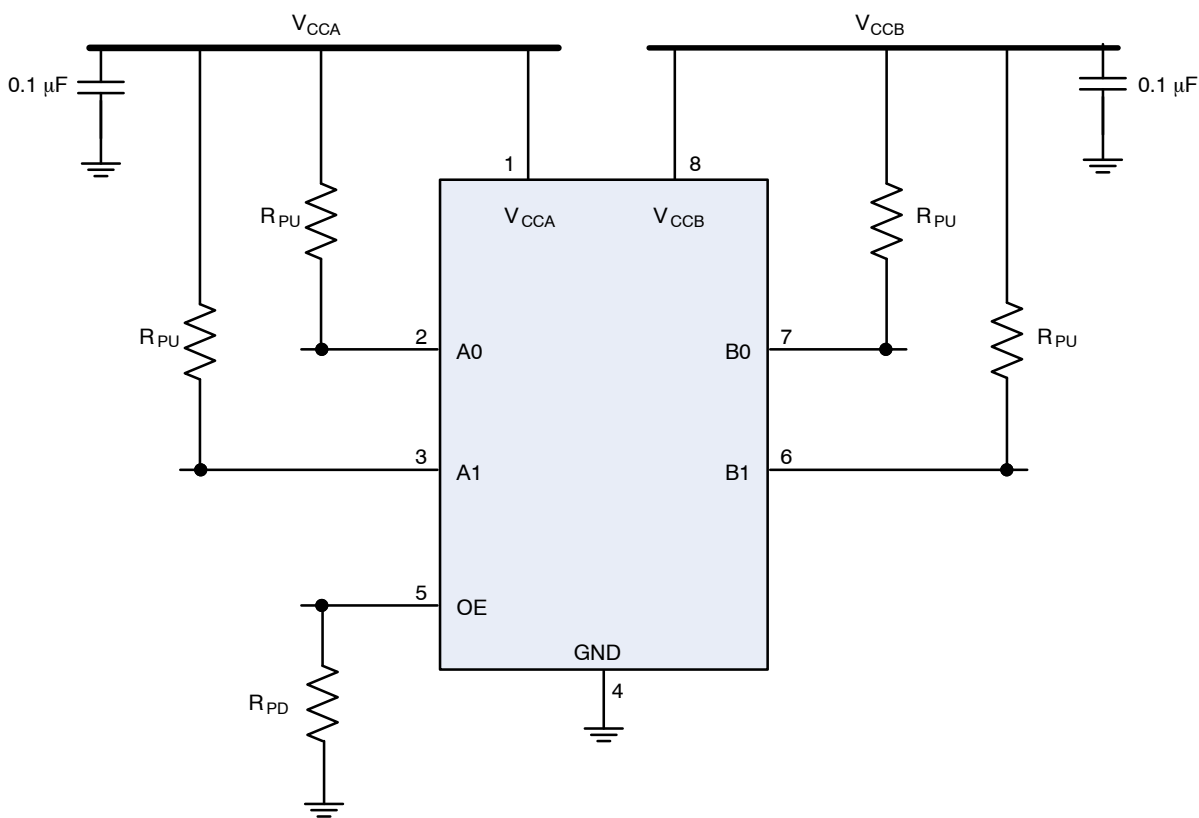 VCCA
VCCB
0.1 μF
0.1 μF
1
8
VCCA
VCCB
RPU
RPU
RPU
RPU
2
A0
B0
7
3
A1
B1
6
5
OE
GND
4
RPD